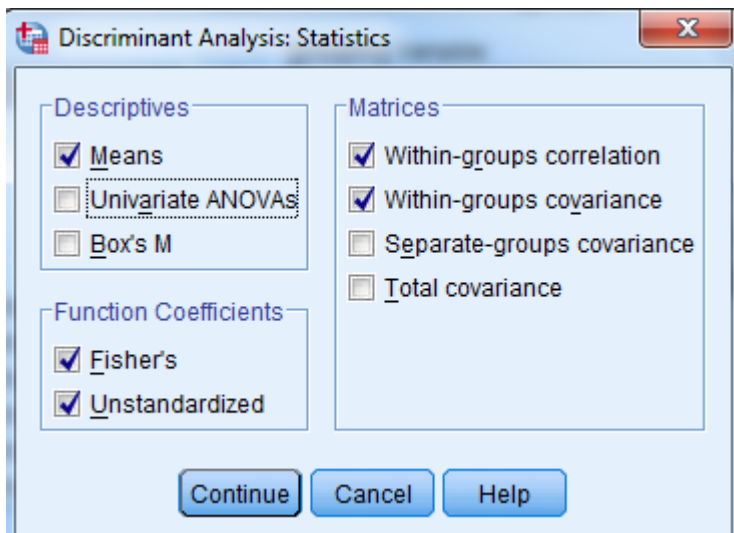 Discriminant Analysis: Statistics
Descriptives
Means
Univariate ANOVAs
Box's M
Function Coefficients
Fisher's
Unstandardized
Matrices
Within-groups correlation
Within-groups covariance
Separate-groups covariance
Total covariance
Continue Cancel Help